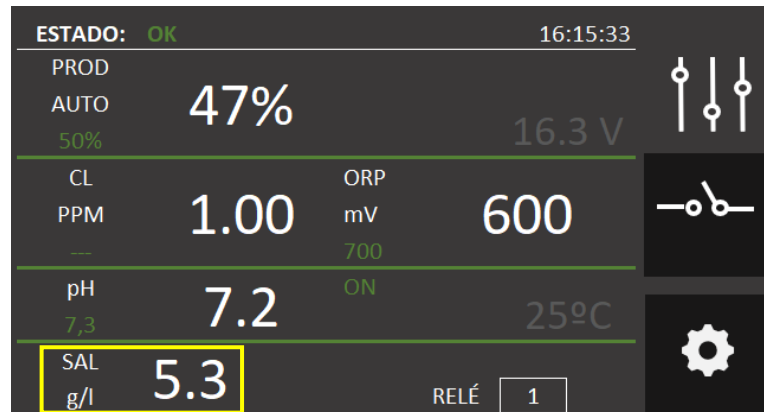 ESTADO: OK 16:15:33
PROD
AUTO 47%
50% 16.3 V
CL ORP
PPM 1.00 mV 600
--- 700
pH 7.2 ON
7,3 25ºC
SAL 5.3
g/l RELÉ 1